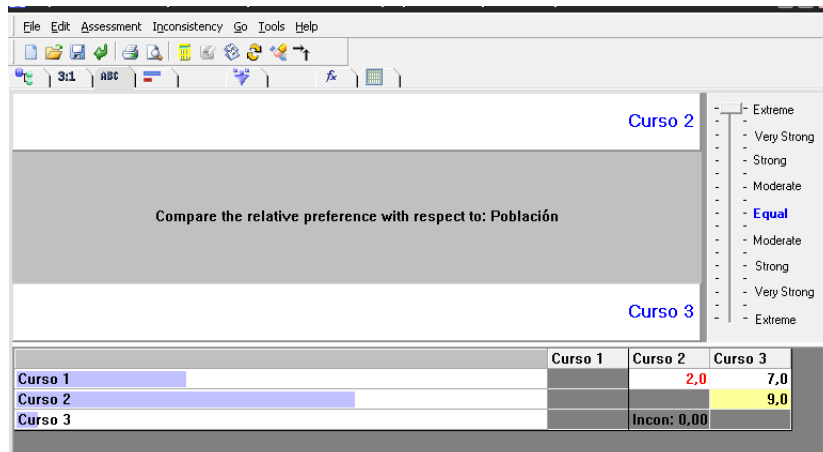 File Edit Assessment Inconsistency Go Tools Help
3:1 ABC fx
Curso 2
Compare the relative preference with respect to: Población
Curso 3
Extreme
Very Strong
Strong
Moderate
Equal
Moderate
Strong
Very Strong
Extreme
Curso 1 Curso 2 Curso 3
Curso 1 2,0 7,0
Curso 2 9,0
Curso 3 Incon: 0,00